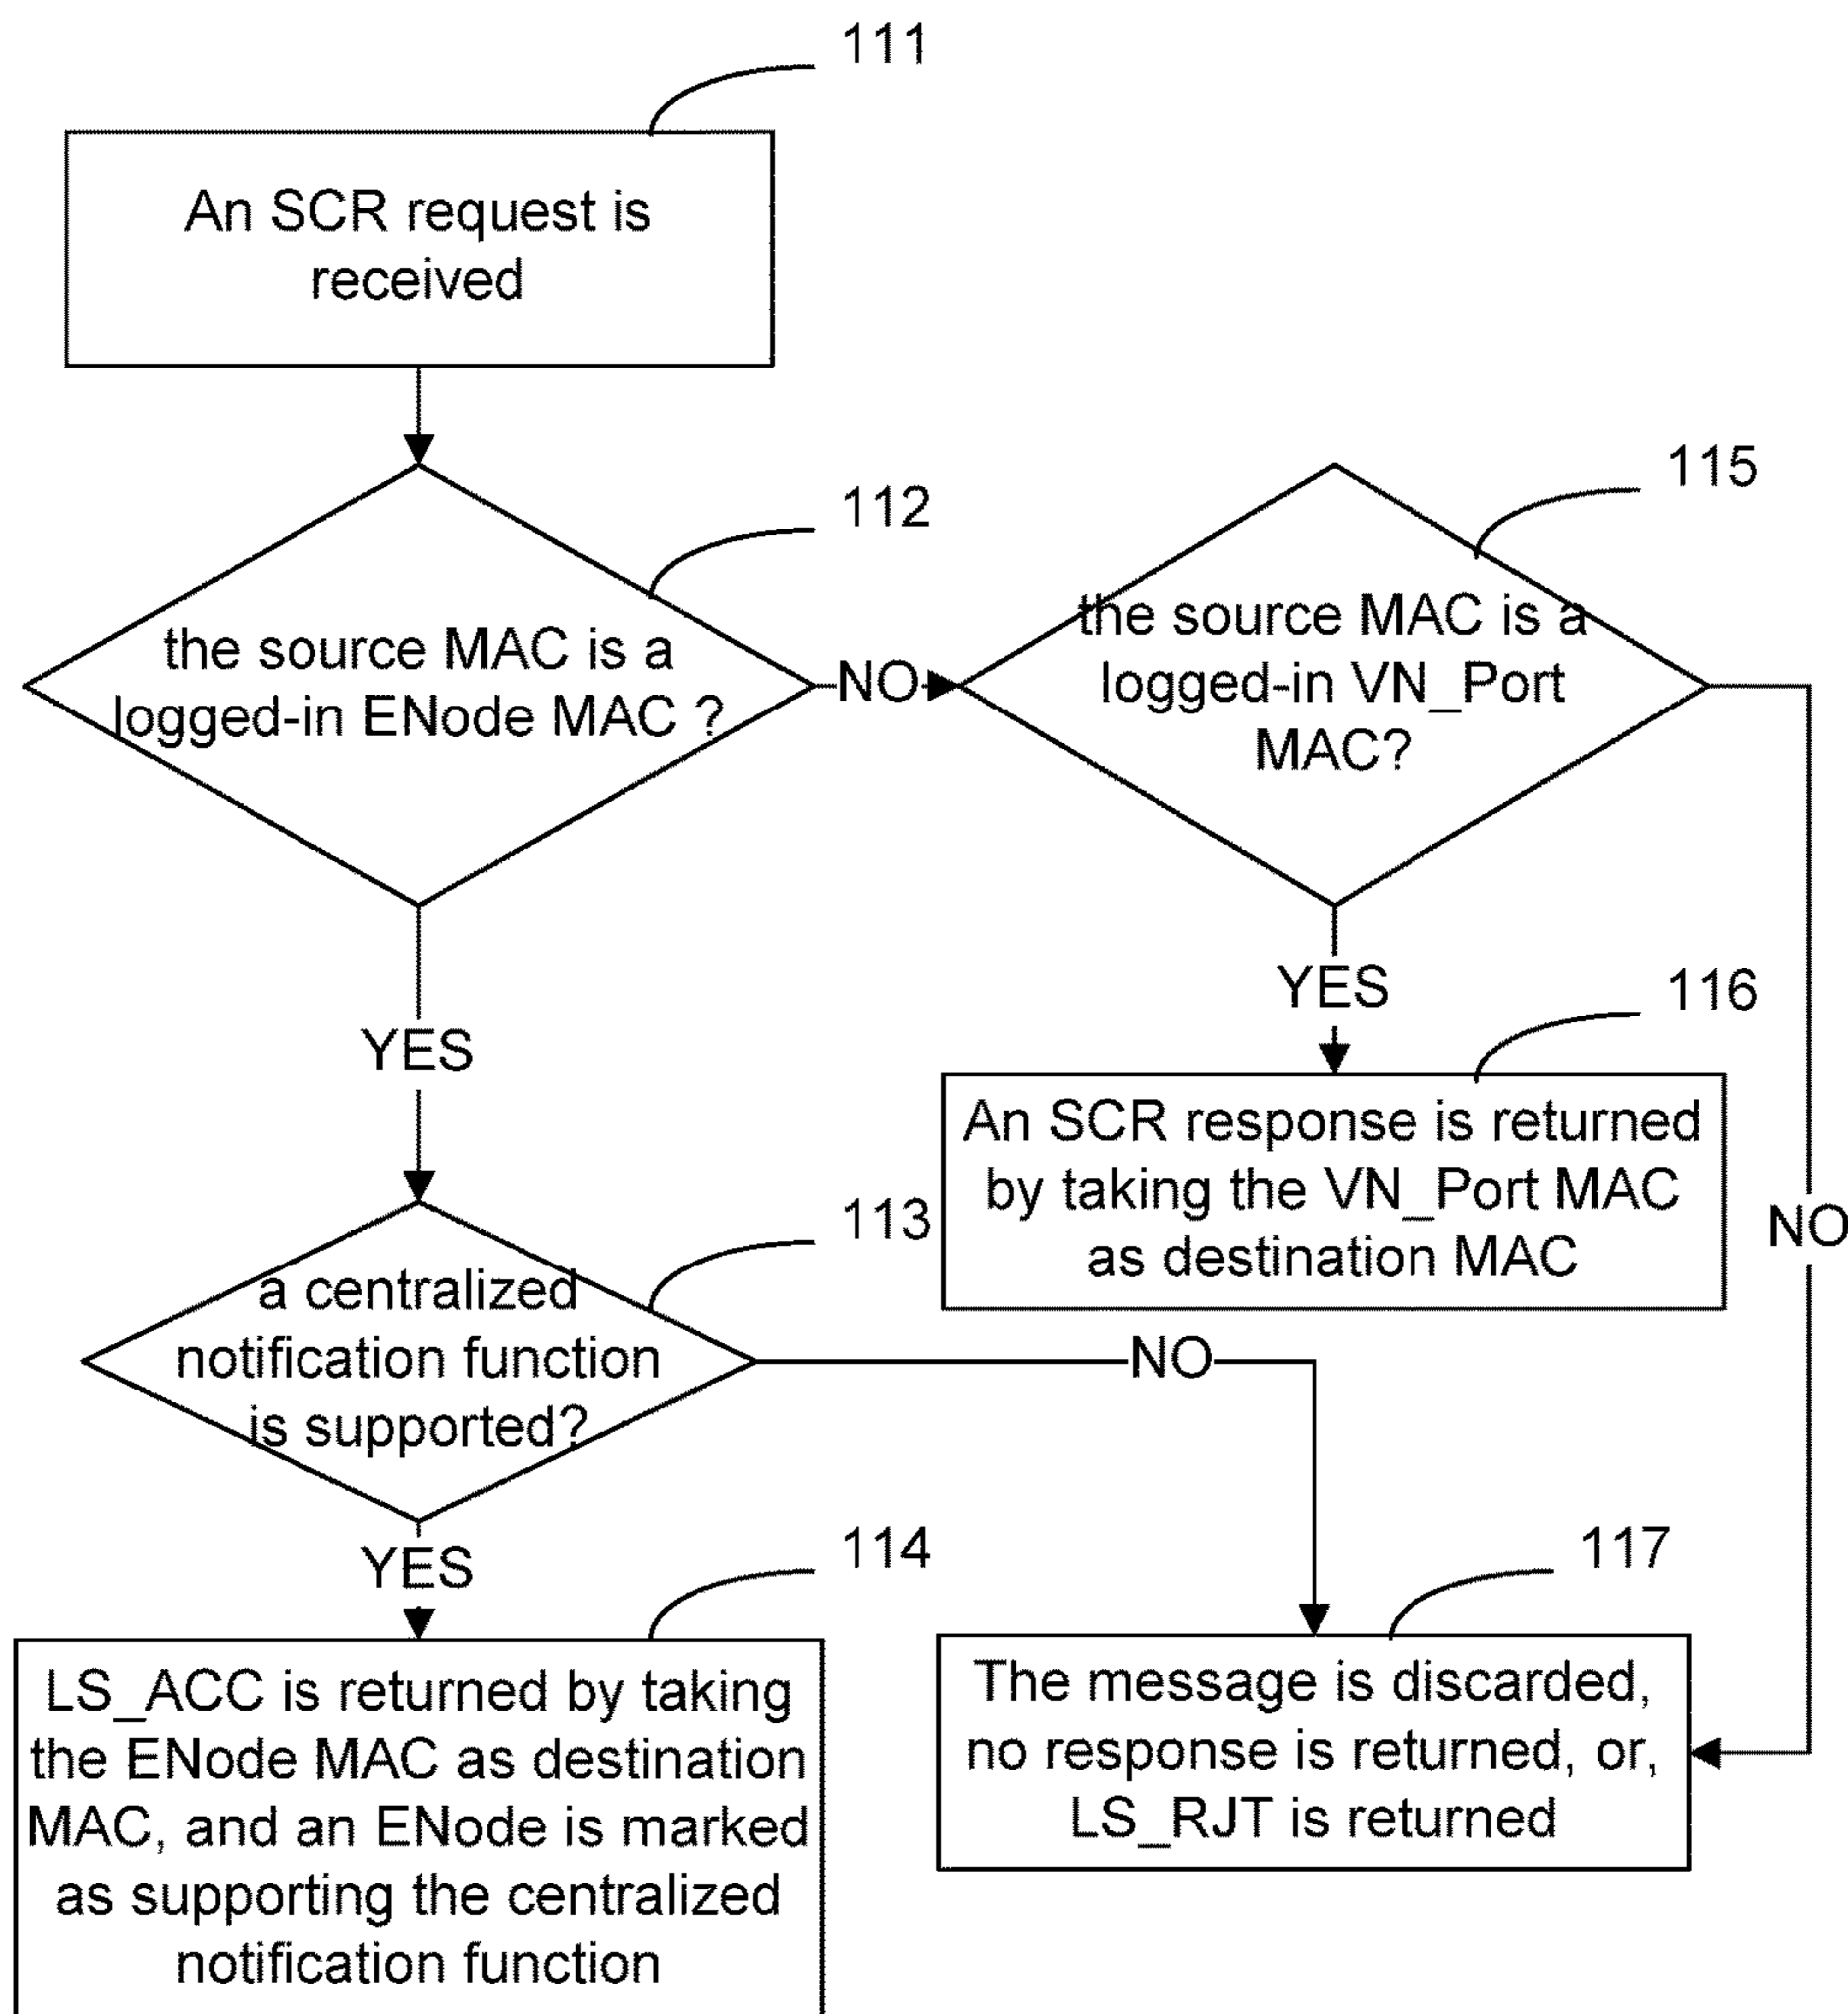 111
An SCR request is
received
112
the source MAC is a
logged-in ENode MAC ?
NO
115
the source MAC is a
logged-in VN_Port
MAC?
YES
YES
116
An SCR response is returned
by taking the VN_Port MAC
as destination MAC
NO
113
a centralized
notification function
is supported?
NO
YES
114
LS_ACC is returned by taking
the ENode MAC as destination
MAC, and an ENode is marked
as supporting the centralized
notification function
117
The message is discarded,
no response is returned, or,
LS_RJT is returned